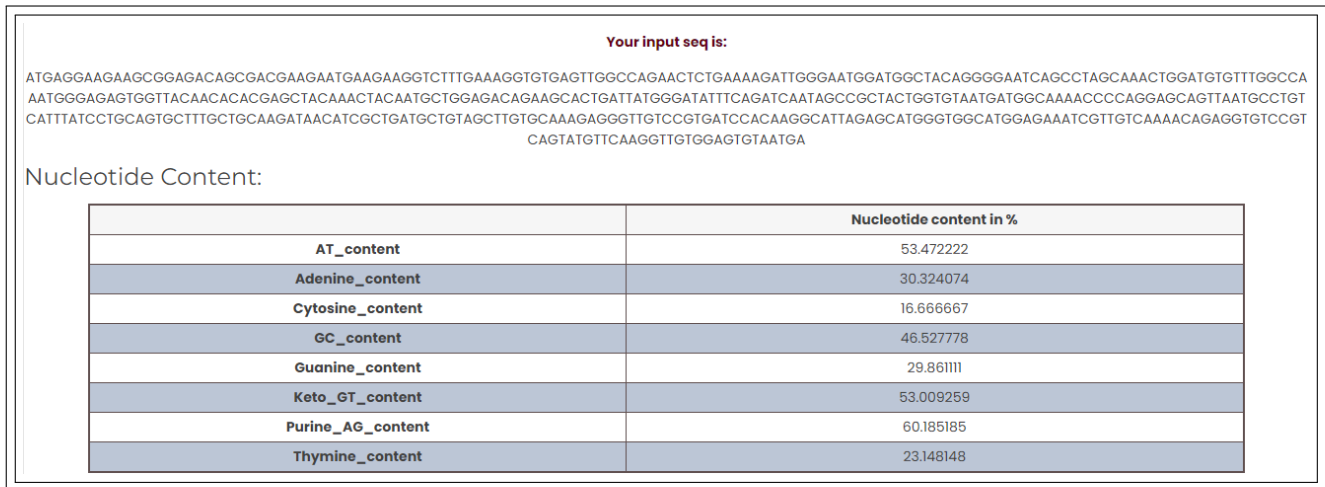 Your input seq is:
ATGAGGAAGAAGCGGAGACAGCGACGAAGAATGAAGAAGGTCTTTGAAAGGTGTGAGTTGGCCAGAACTCTGAAAAGATTGGGAATGGATGGCTACAGGGGAATCAGCCTAGCAAACTGGATGTGTTTGGCCA
AATGGGAGAGTGGTTACAACACACGAGCTACAAACTACAATGCTGGAGACAGAAGCACTGATTATGGGATATTTCAGATCAATAGCCGCTACTGGTGTAATGATGGCAAAACCCCAGGAGCAGTTAATGCCTGT
CATTTATCCTGCAGTGCTTTGCTGCAAGATAACATCGCTGATGCTGTAGCTTGTGCAAAGAGGGTTGTCCGTGATCCACAAGGCATTAGAGCATGGGTGGCATGGAGAAATCGTTGTCAAAACAGAGGTGTCCGT
CAGTATGTTCAAGGTTGTGGAGTGTAATGA
Nucleotide Content:
Nucleotide content in %
AT_content 53.472222
Adenine_content 30.324074
Cytosine_content 16.666667
GC_content 46.527778
Guanine_content 29.861111
Keto_GT_content 53.009259
Purine_AG_content 60.185185
Thymine_content 23.148148